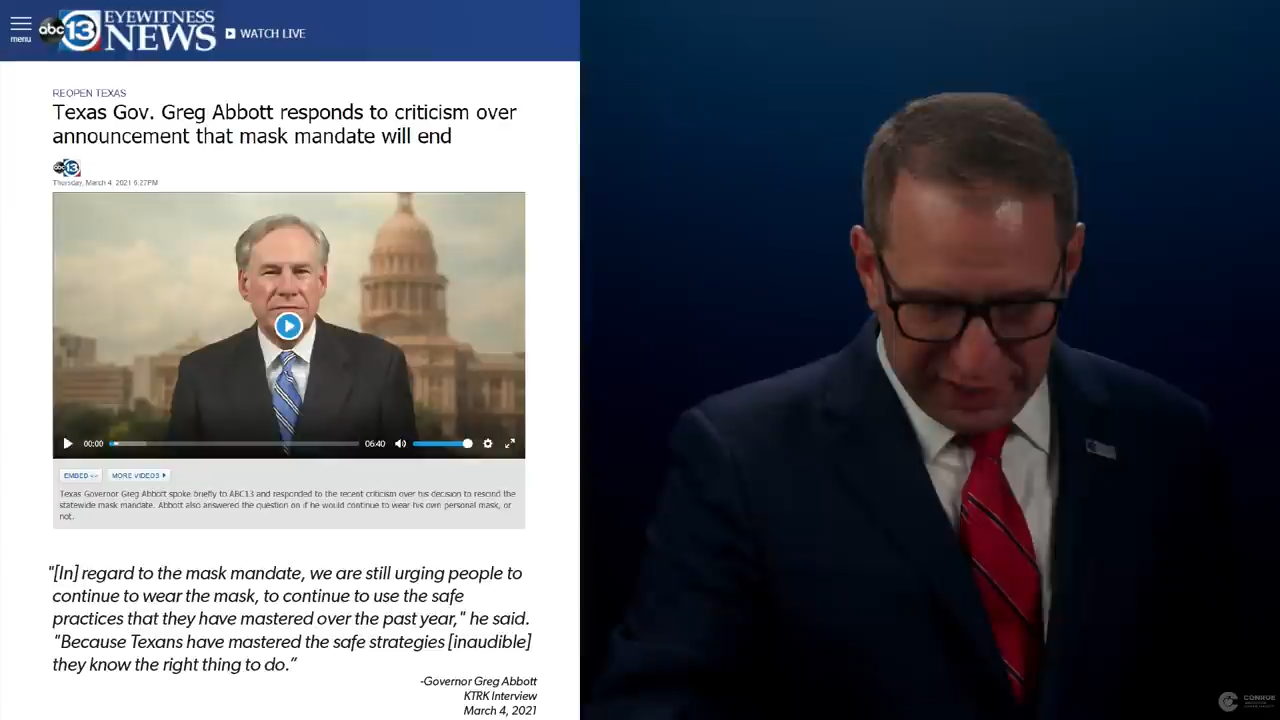 menu
abc 13
EYEWITNESS
NEWS
WATCH LIVE
REOPEN TEXAS
Texas Gov. Greg Abbott responds to criticism over
announcement that mask mandate will end
abc 13
Thursday, March 4, 2021 6:27PM
00:00
06:40
EMBED <>
MORE VIDEOS
Texas Governor Greg Abbott spoke briefly to ABC13 and responded to the recent criticism over his decision to rescind the
statewide mask mandate. Abbott also answered the question on if he would continue to wear his own personal mask, or
not.
"[In] regard to the mask mandate, we are still urging people to
continue to wear the mask, to continue to use the safe
practices that they have mastered over the past year," he said.
"Because Texans have mastered the safe strategies [inaudible]
they know the right thing to do.”
-Governor Greg Abbott
KTRK Interview
March 4, 2021